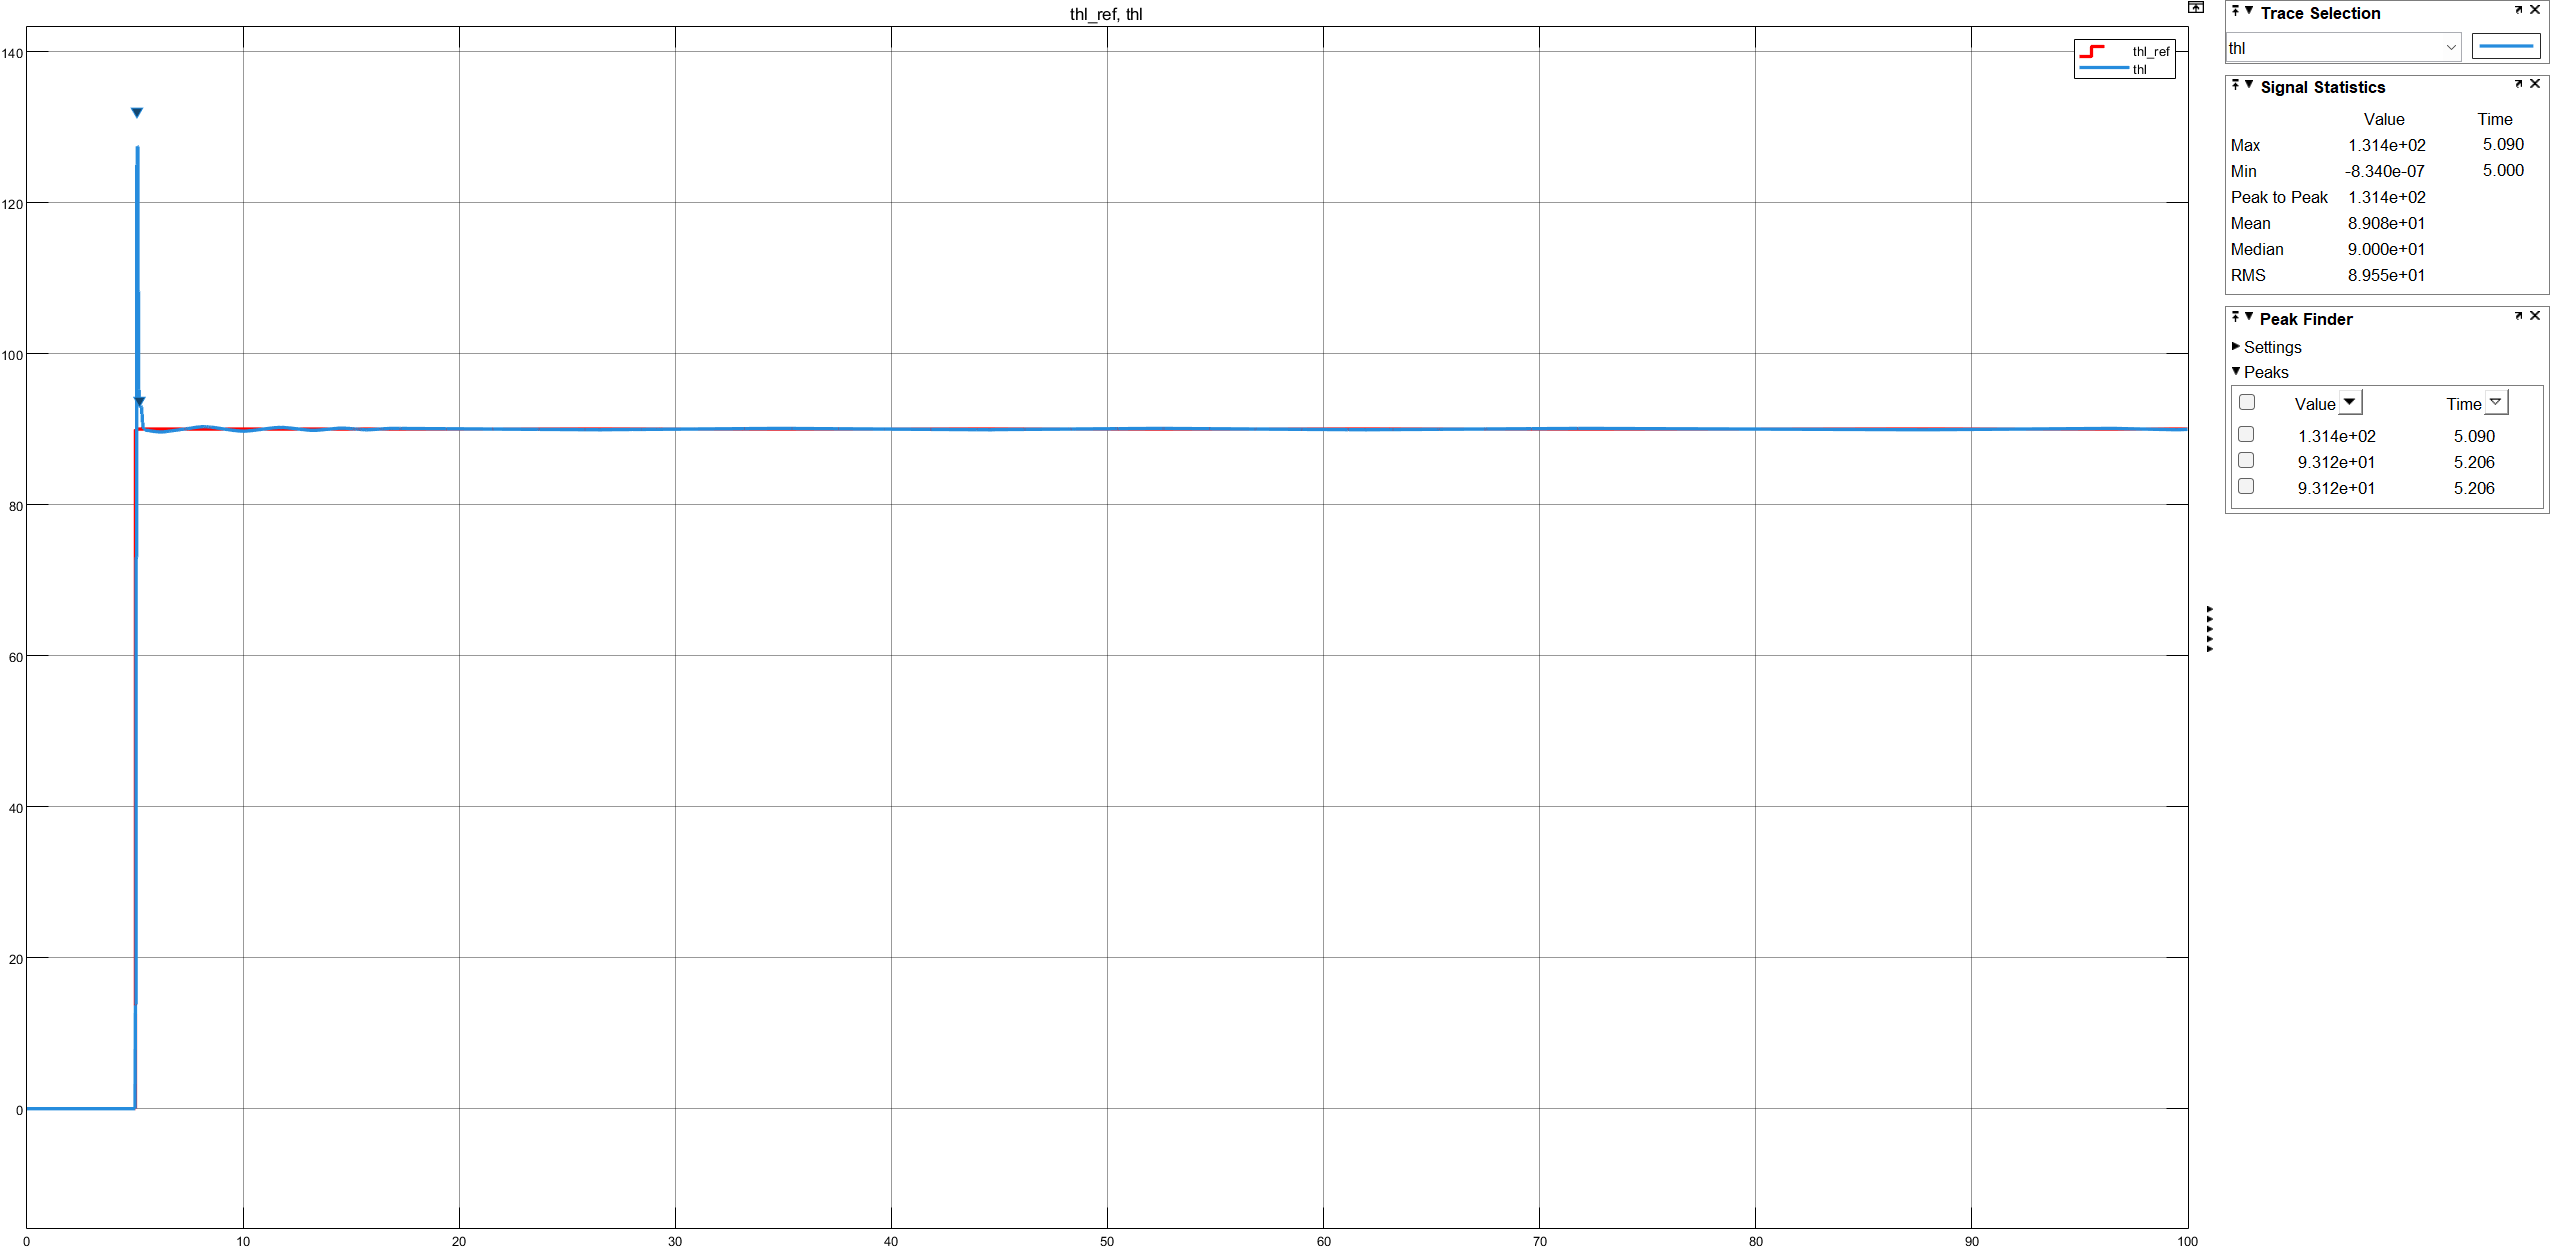 thl_ref, thl
140
120
100
80
60
40
20
0
0 10 20 30 40 50 60 70 80 90 100
thl_ref
thl
Trace Selection
thl
Signal Statistics
Value Time
Max 1.314e+02 5.090
Min -8.340e-07 5.000
Peak to Peak 1.314e+02
Mean 8.908e+01
Median 9.000e+01
RMS 8.955e+01
Peak Finder
Settings
Peaks
Value Time
1.314e+02 5.090
9.312e+01 5.206
9.312e+01 5.206